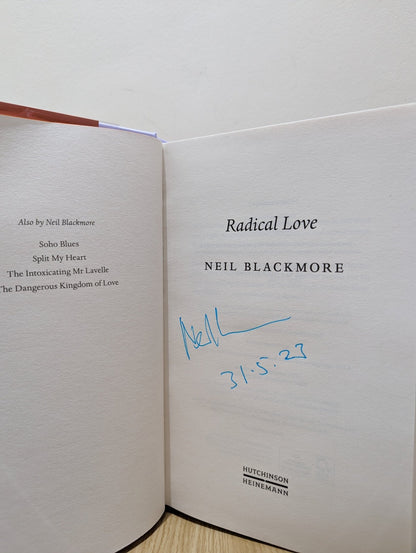 Also by Neil Blackmore
Soho Blues
Split My Heart
The Intoxicating Mr Lavelle
The Dangerous Kingdom of Love
Radical Love
NEIL BLACKMORE
Neil
31.5.23
HUTCHINSON
HEINEMANN